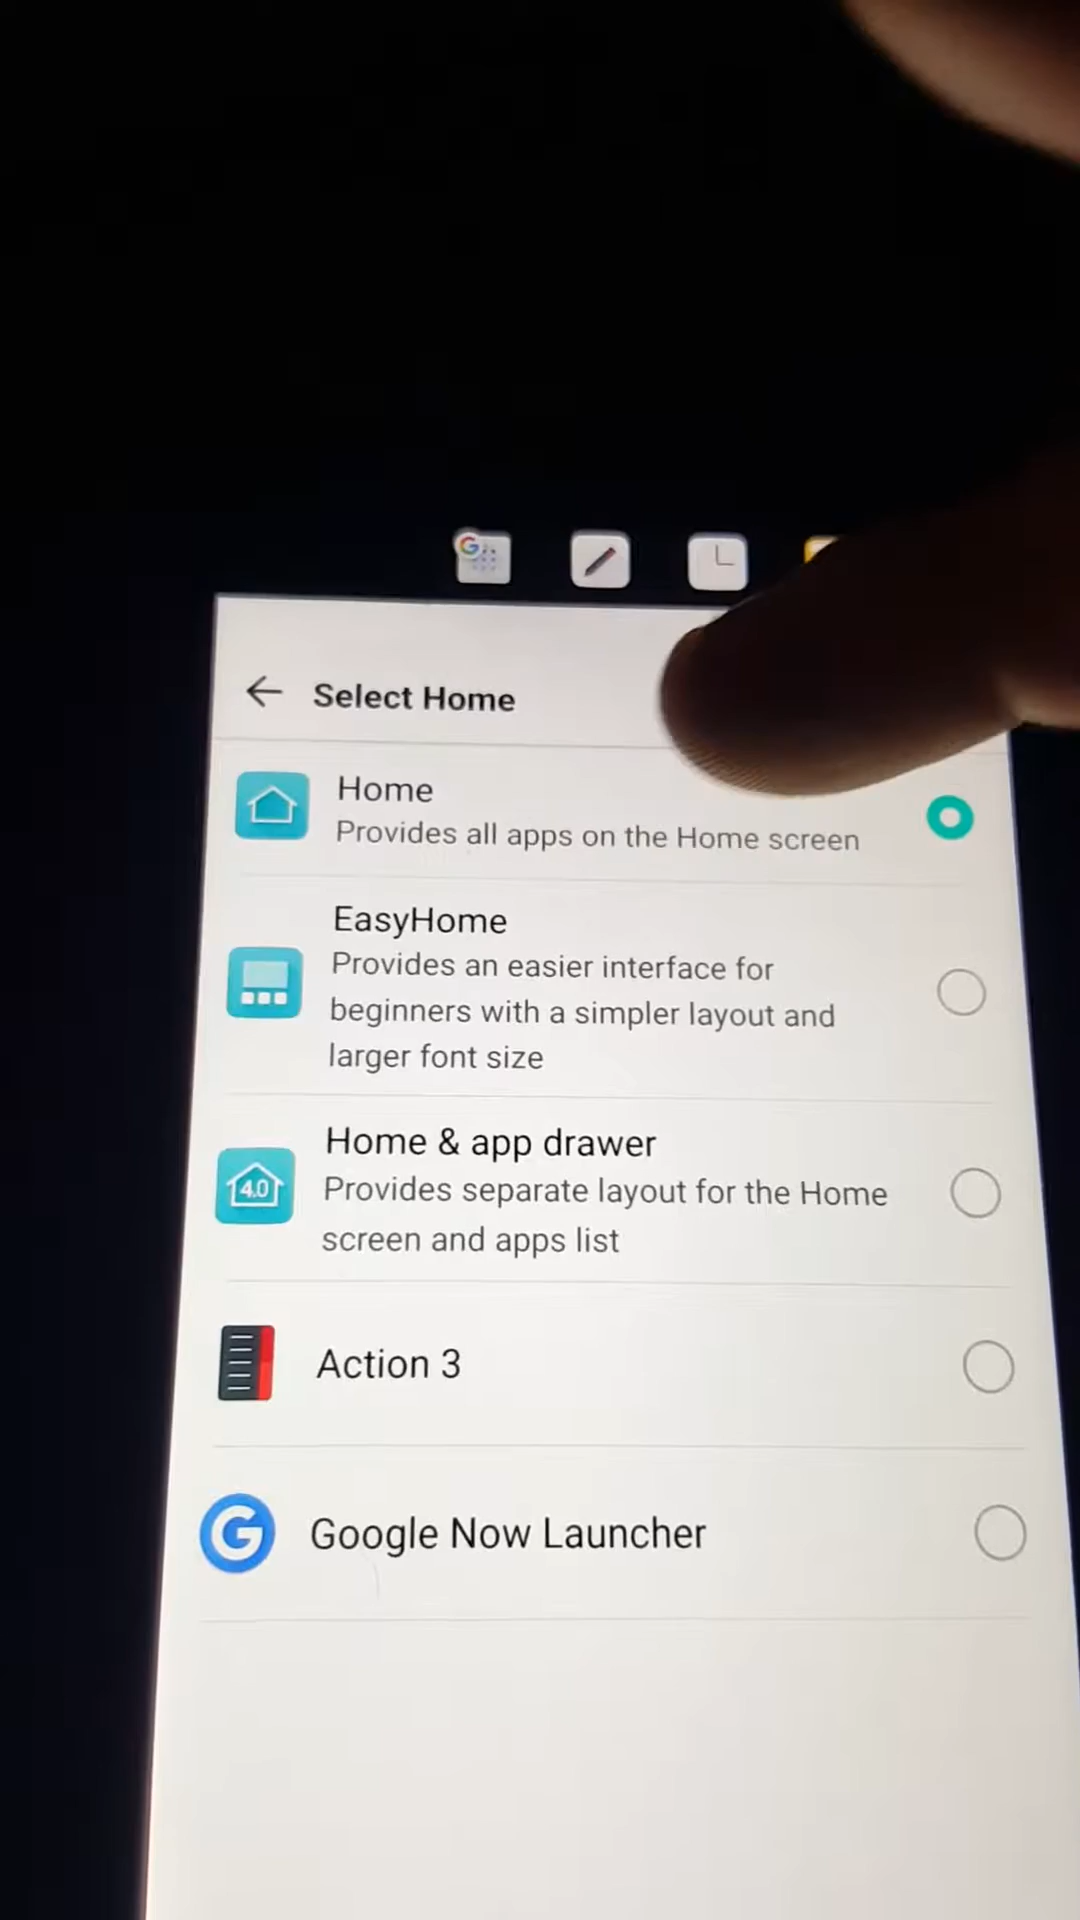 Select Home
Home
Provides all apps on the Home screen
EasyHome
Provides an easier interface for
beginners with a simpler layout and
larger font size
Home & app drawer
4.0
Provides separate layout for the Home
screen and apps list
Action 3
Google Now Launcher